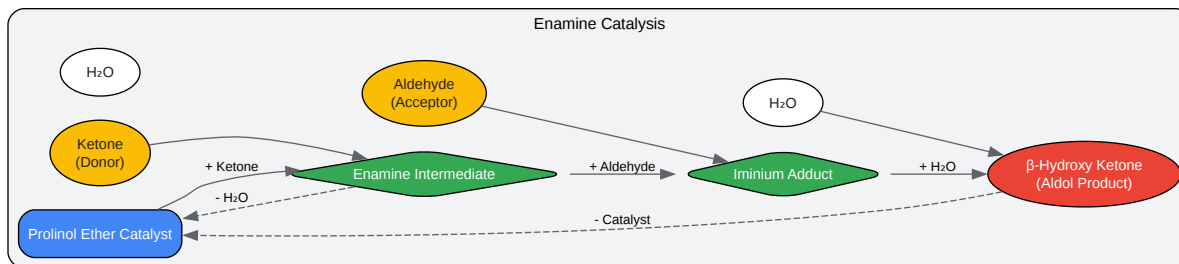 Enamine Catalysis
H₂O
Aldehyde
(Acceptor)
H₂O
Ketone
(Donor)
+ Ketone
Enamine Intermediate
+ Aldehyde
Iminium Adduct
+ H₂O
β-Hydroxy Ketone
(Aldol Product)
- H₂O
- Catalyst
Prolinol Ether Catalyst